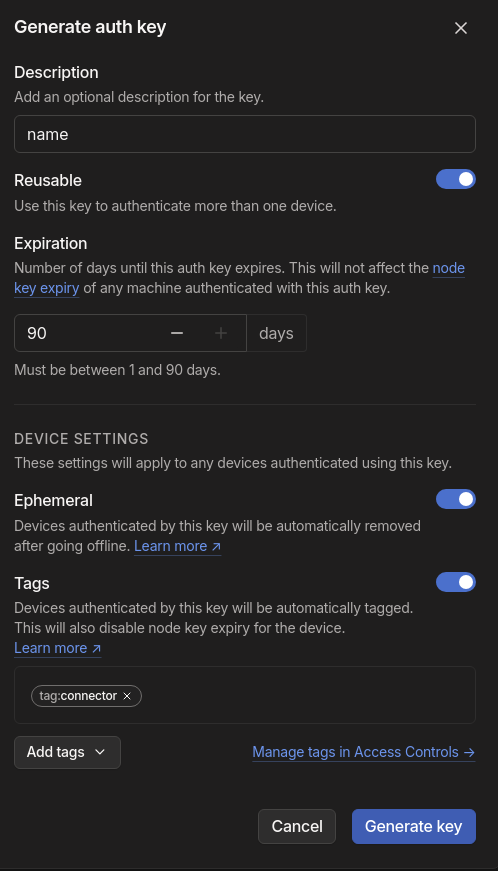 Generate auth key
Description
Add an optional description for the key.
name
Reusable
Use this key to authenticate more than one device.
Expiration
Number of days until this auth key expires. This will not affect the node
key expiry of any machine authenticated with this auth key.
90 days
Must be between 1 and 90 days.
DEVICE SETTINGS
These settings will apply to any devices authenticated using this key.
Ephemeral
Devices authenticated by this key will be automatically removed
after going offline. Learn more ↗
Tags
Devices authenticated by this key will be automatically tagged.
This will also disable node key expiry for the device.
Learn more ↗
tag:connector ×
Add tags
Manage tags in Access Controls →
Cancel
Generate key